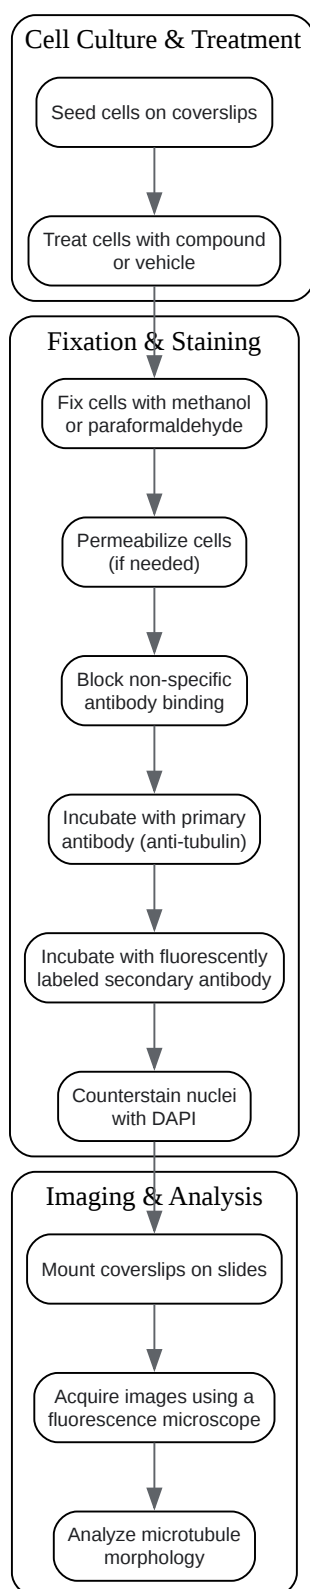 Cell Culture & Treatment
Seed cells on coverslips
Treat cells with compound
or vehicle
Fixation & Staining
Fix cells with methanol
or paraformaldehyde
Permeabilize cells
(if needed)
Block non-specific
antibody binding
Incubate with primary
antibody (anti-tubulin)
Incubate with fluorescently
labeled secondary antibody
Counterstain nuclei
with DAPI
Imaging & Analysis
Mount coverslips on slides
Acquire images using a
fluorescence microscope
Analyze microtubule
morphology